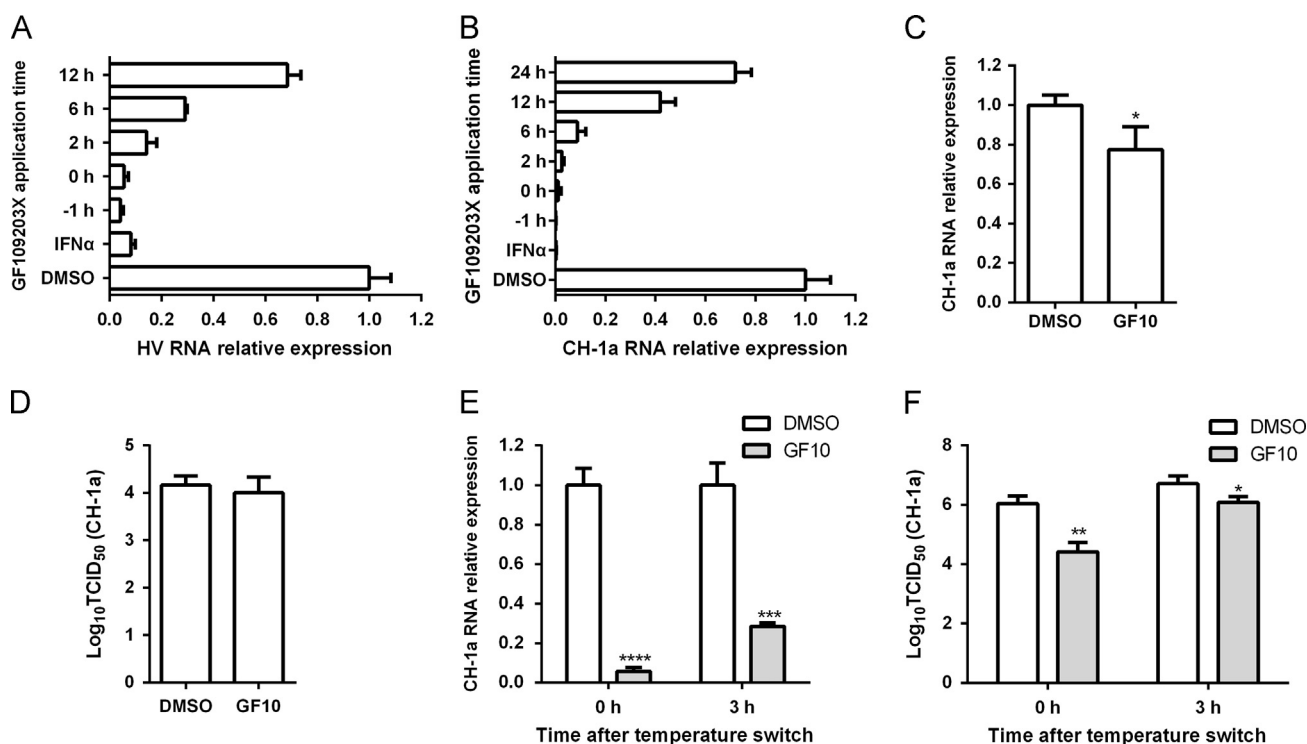 A
GF109203X application time
12 h
6 h
2 h
0 h
-1 h
IFNα
DMSO
0.0 0.2 0.4 0.6 0.8 1.0 1.2
HV RNA relative expression
B
GF109203X application time
24 h
12 h
6 h
2 h
0 h
-1 h
IFNα
DMSO
0.0 0.2 0.4 0.6 0.8 1.0 1.2
CH-1a RNA relative expression
C
CH-1a RNA relative expression
1.2
1.0
0.8
0.6
0.4
0.2
0.0
*
DMSO GF10
D
Log₁₀TCID₅₀ (CH-1a)
5
4
3
2
1
0
DMSO GF10
E
DMSO
GF10
CH-1a RNA relative expression
1.2
1.0
0.8
0.6
0.4
0.2
0.0
****
***
0 h 3 h
Time after temperature switch
F
DMSO
GF10
Log₁₀TCID₅₀ (CH-1a)
8
6
4
2
0
**
*
0 h 3 h
Time after temperature switch